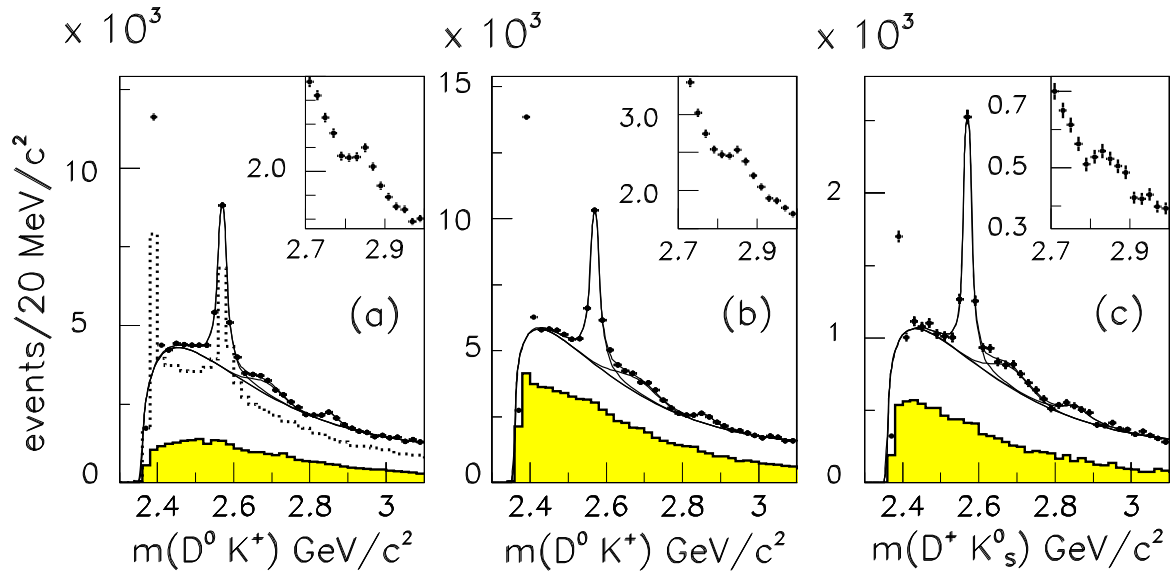 x 10³
x 10³
x 10³
events/20 MeV/c²
10
5
0
2.4 2.6 2.8 3
m(D⁰ K⁺) GeV/c²
(a)
2.0
2.7 2.9
15
10
5
0
2.4 2.6 2.8 3
m(D⁰ K⁺) GeV/c²
(b)
3.0
2.0
2.7 2.9
2
1
0
2.4 2.6 2.8 3
m(D⁺ K⁰ₛ) GeV/c²
(c)
0.7
0.5
0.3
2.7 2.9